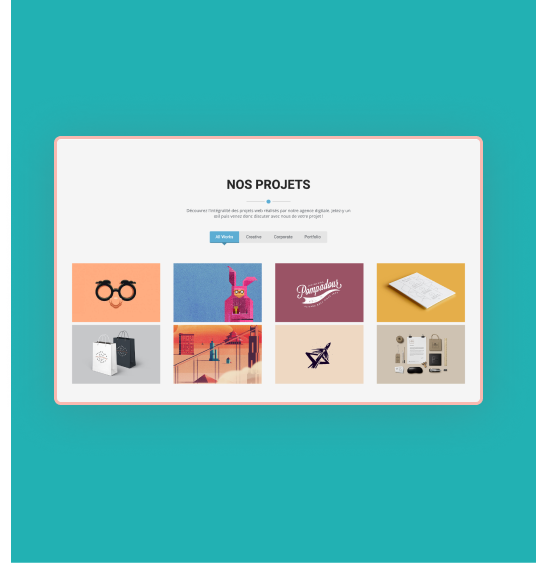 NOS PROJETS
Découvrez l'intégralité des projets web réalisés par notre agence digitale. Jetez-y un
œil puis venez donc discuter avec nous de votre projet !
All Works Creative Corporate Portfolio
Pompadour